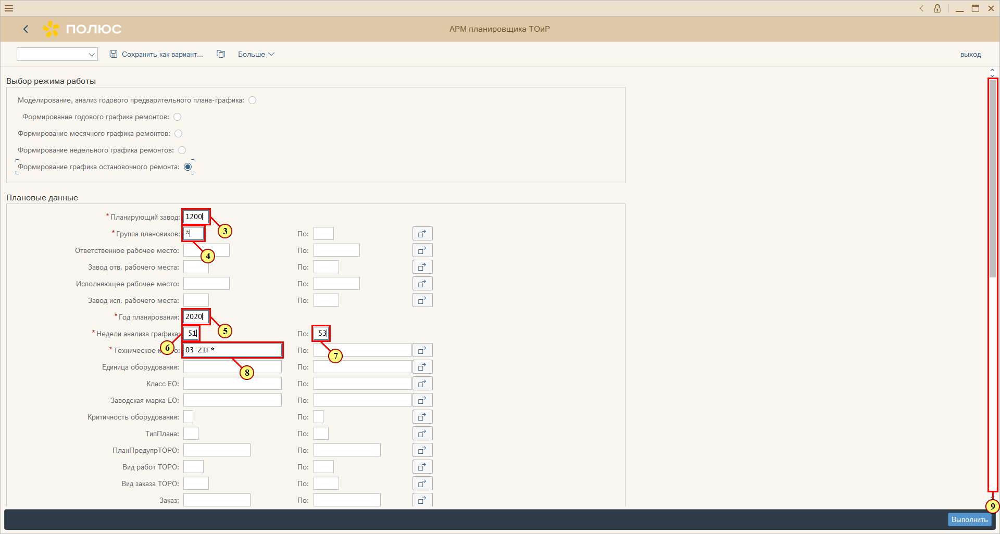 ПОЛЮС
АРМ планировщика ТОиР
Сохранить как вариант...
Больше
выход
Выбор режима работы
Моделирование, анализ годового предварительного плана-графика:
Формирование годового графика ремонтов:
Формирование месячного графика ремонтов:
Формирование недельного графика ремонтов:
Формирование графика остановочного ремонта:
Плановые данные
* Планирующий завод: 1200
3
* Группа плановиков: * По:
4
Ответственное рабочее место: По:
Завод отв. рабочего места: По:
Исполняющее рабочее место: По:
Завод исп. рабочего места: По:
* Год планирования: 2020
5
* Недели анализа графика: 51 По: 53
6
7
* Техническое о: 03-ZIF* По:
8
Единица оборудования: По:
Класс ЕО: По:
Заводская марка ЕО: По:
Критичность оборудования: По:
ТипПлана: По:
ПланПредупрТОРО: По:
Вид работ ТОРО: По:
Вид заказа ТОРО: По:
Заказ: По:
9
Выполнить